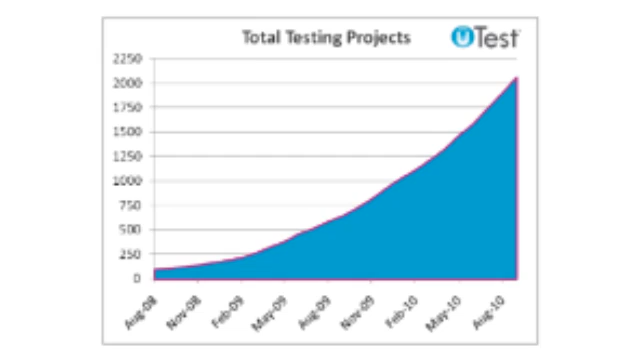 Total Testing Projects
uTest
2250
2000
1750
1500
1250
1000
750
500
250
0
Aug-08
Nov-08
Feb-09
May-09
Aug-09
Nov-09
Feb-10
May-10
Aug-10